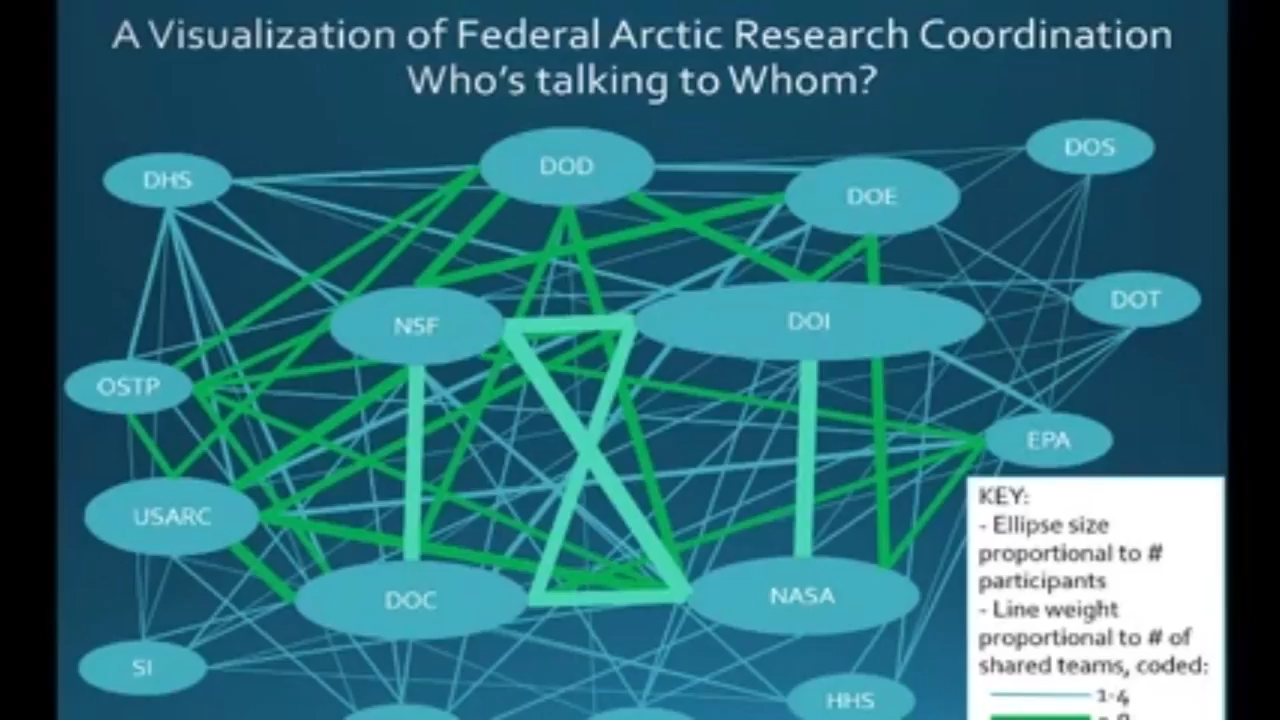 A Visualization of Federal Arctic Research Coordination
Who's talking to Whom?
DOS
DOD
DHS
DOE
DOT
NSF
DOI
OSTP
EPA
USARC
DOC
NASA
SI
HHS
KEY:
- Ellipse size
proportional to #
participants
- Line weight
proportional to # of
shared teams, coded:
1-4